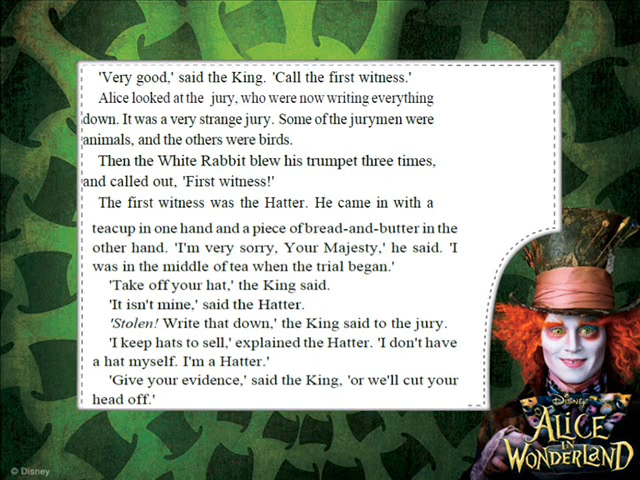 'Very good,' said the King. 'Call the first witness.'
Alice looked at the jury, who were now writing everything
down. It was a very strange jury. Some of the jurymen were
animals, and the others were birds.
Then the White Rabbit blew his trumpet three times,
and called out, 'First witness!'
The first witness was the Hatter. He came in with a
teacup in one hand and a piece of bread-and-butter in the
other hand. 'I'm very sorry, Your Majesty,' he said. 'I
was in the middle of tea when the trial began.'
'Take off your hat,' the King said.
'It isn't mine,' said the Hatter.
'Stolen! Write that down,' the King said to the jury.
'I keep hats to sell,' explained the Hatter. 'I don't have
a hat myself. I'm a Hatter.'
'Give your evidence,' said the King, 'or we'll cut your
head off.'
DISNEY
ALICE
IN
WONDERLAND
© Disney